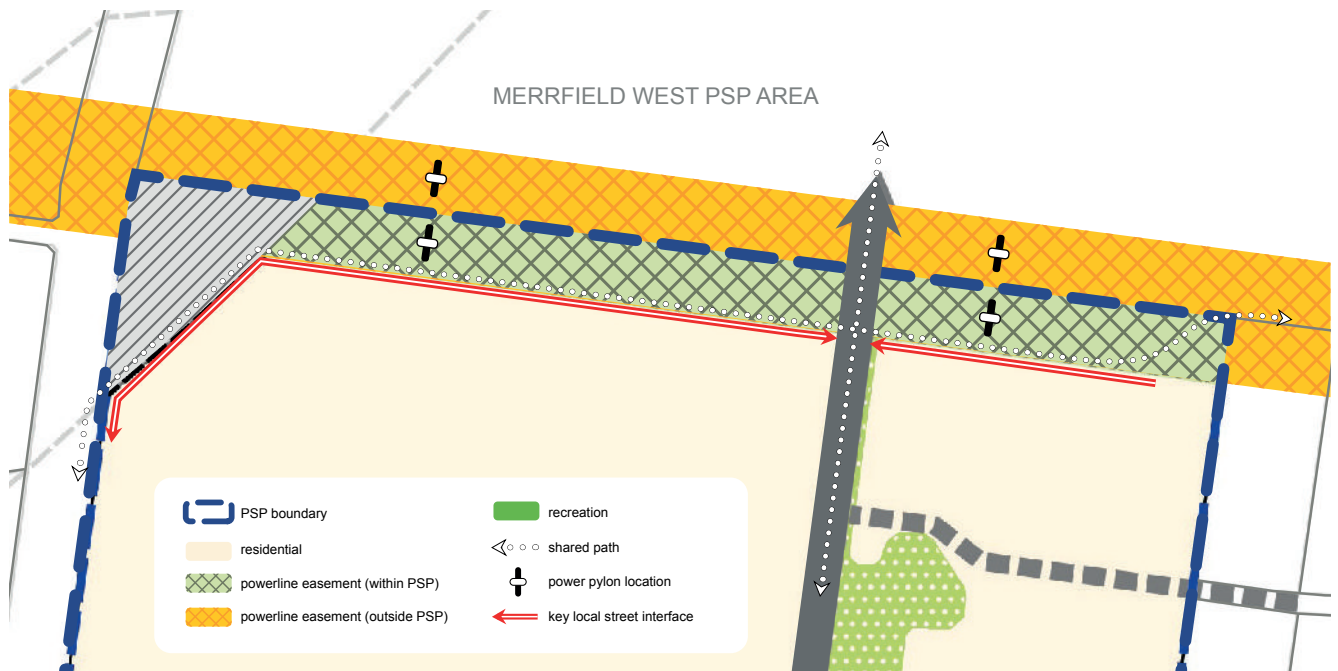 MERRFIELD WEST PSP AREA
PSP boundary
residential
powerline easement (within PSP)
powerline easement (outside PSP)
recreation
shared path
power pylon location
key local street interface